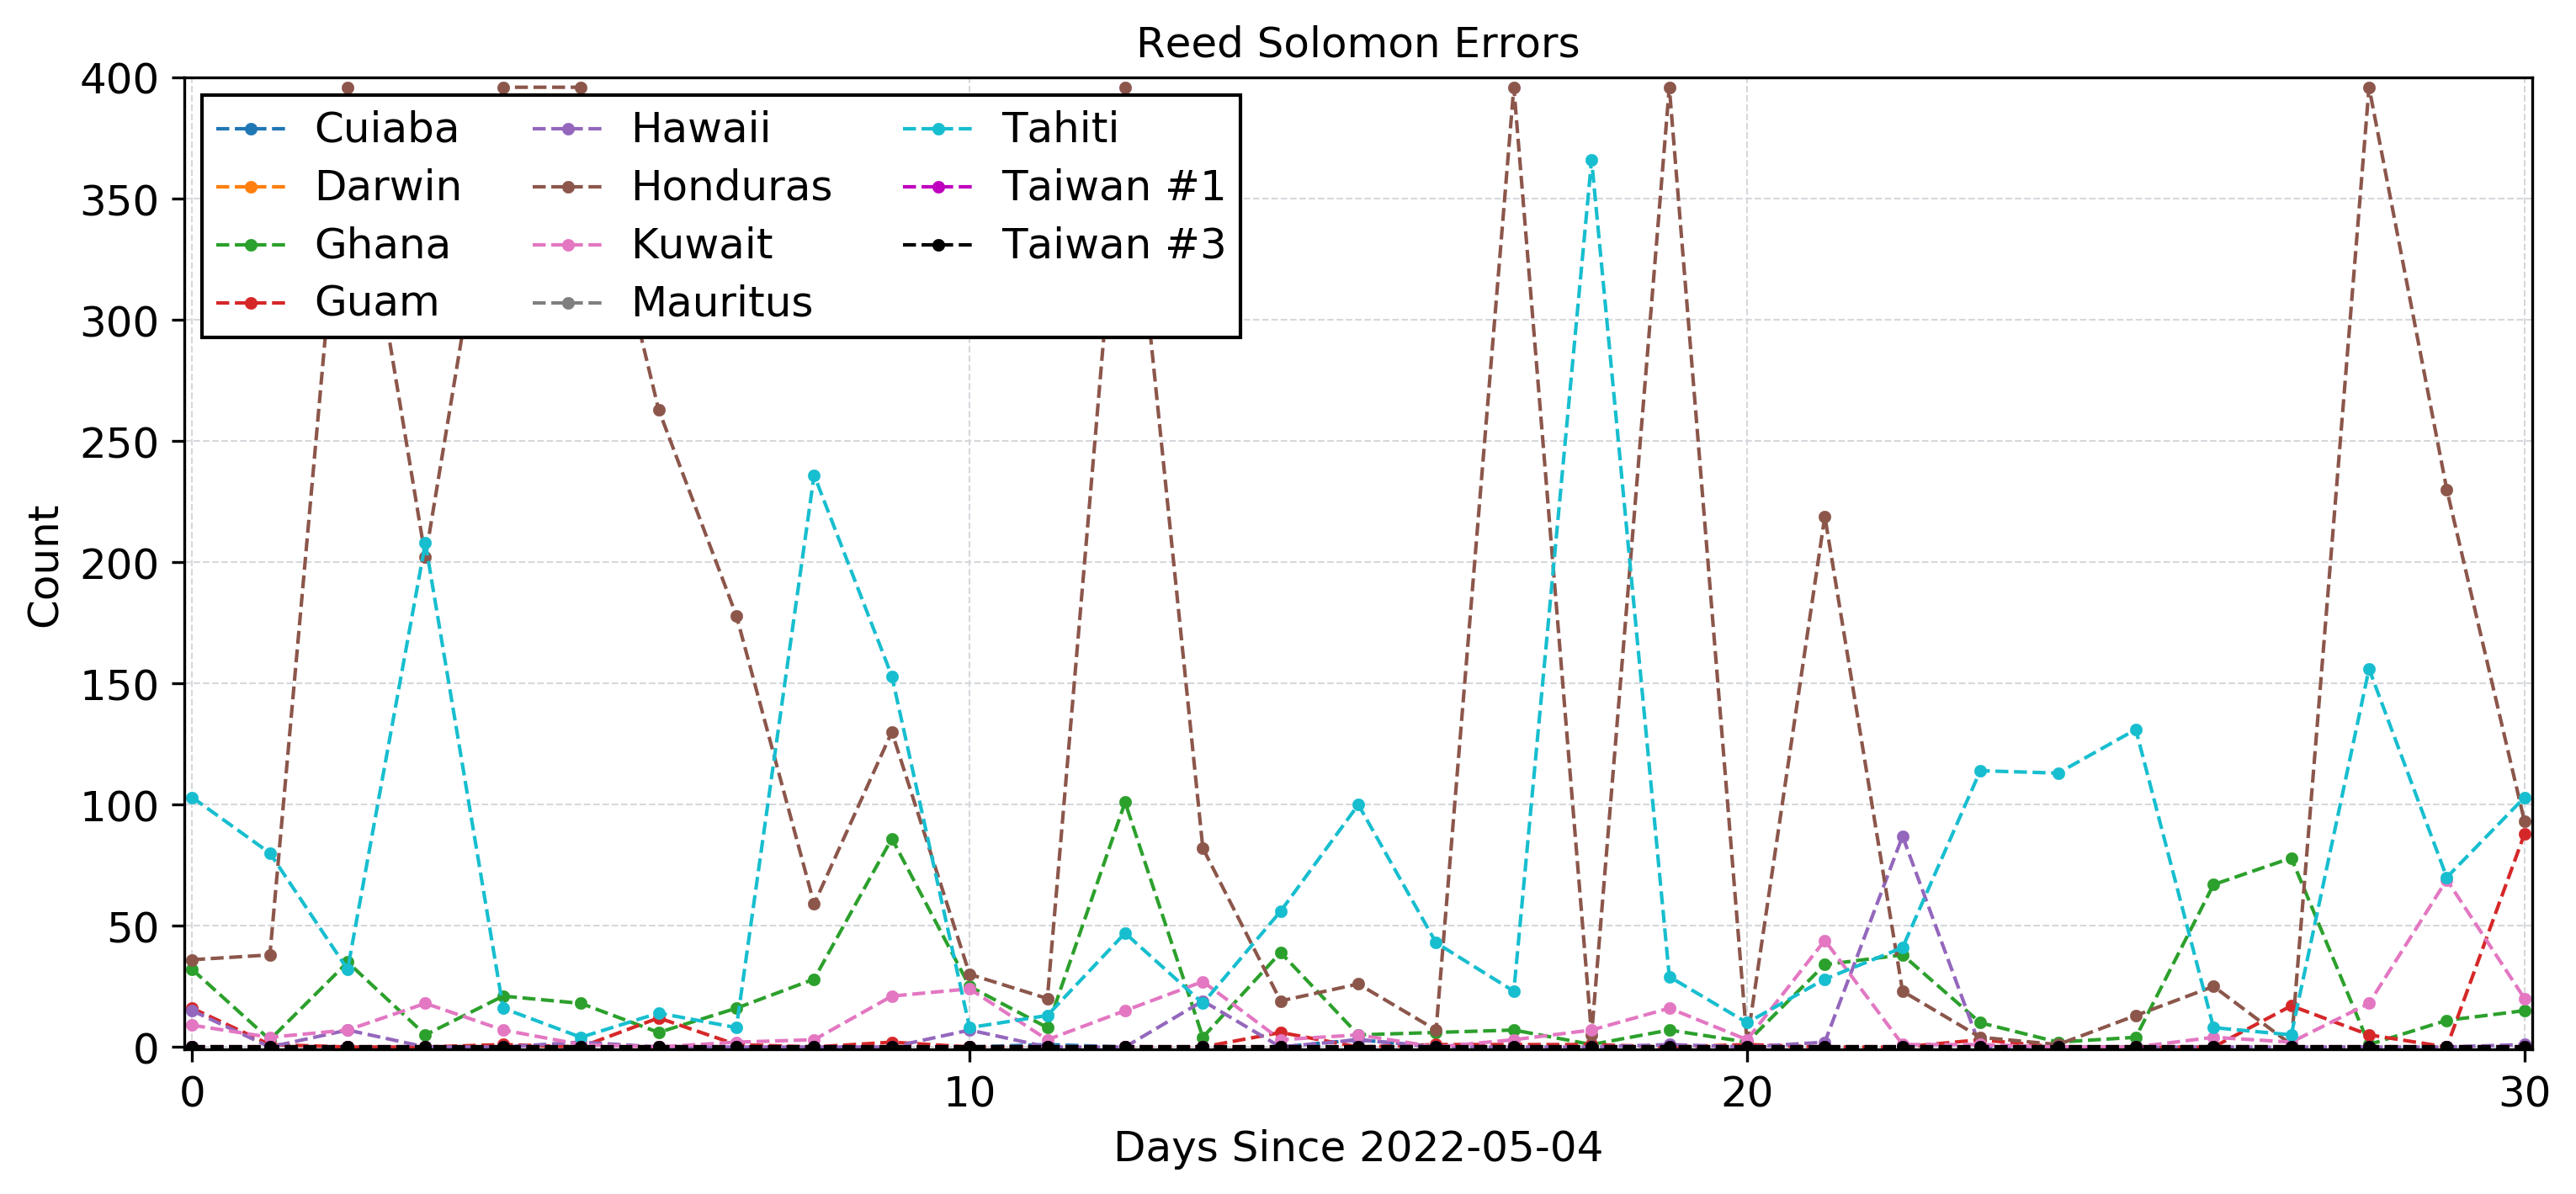 Reed Solomon Errors
400
350
300
250
200
150
100
50
0
Count
Cuiaba
Darwin
Ghana
Guam
Hawaii
Honduras
Kuwait
Mauritus
Tahiti
Taiwan #1
Taiwan #3
0 10 20 30
Days Since 2022-05-04